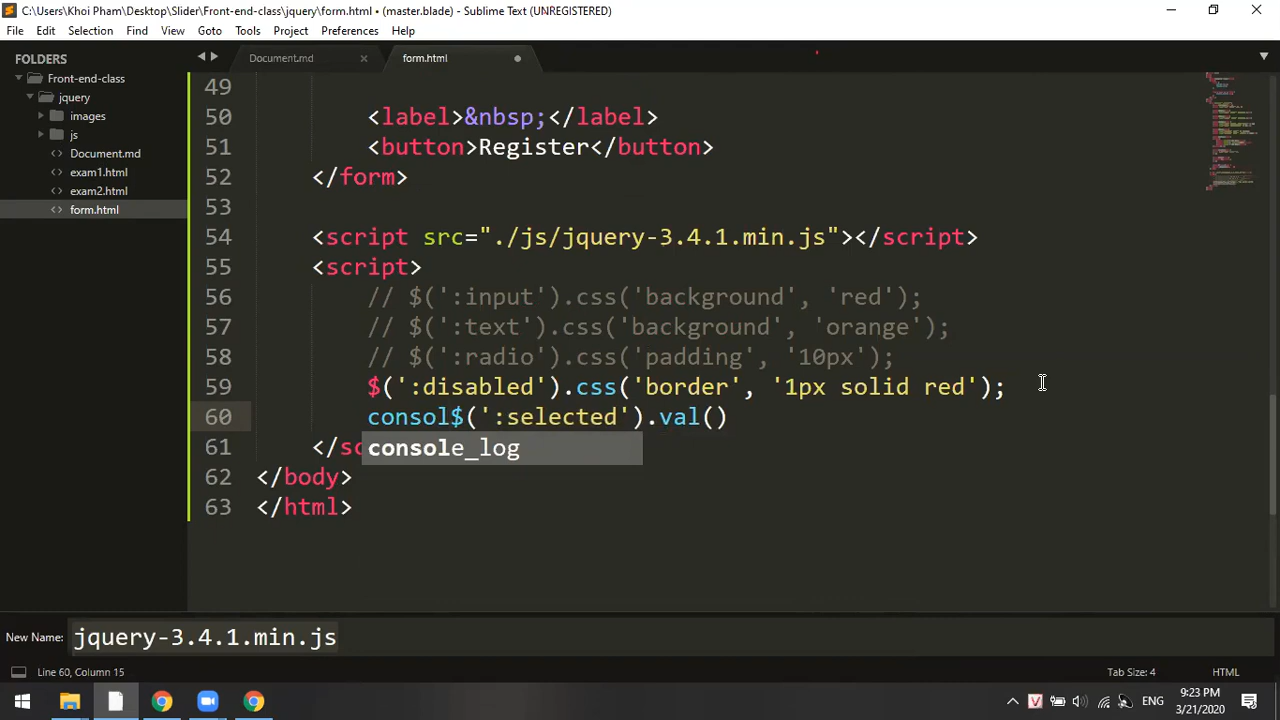 C:\Users\Khoi Pham\Desktop\Slider\Front-end-class\jquery\form.html • (master.blade) - Sublime Text (UNREGISTERED)
File Edit Selection Find View Goto Tools Project Preferences Help
FOLDERS
Front-end-class
jquery
images
js
Document.md
exam1.html
exam2.html
form.html
Document.md × form.html
49
50 <label>&nbsp;</label>
51 <button>Register</button>
52 </form>
53
54 <script src="./js/jquery-3.4.1.min.js"></script>
55 <script>
56 // $(':input').css('background', 'red');
57 // $(':text').css('background', 'orange');
58 // $(':radio').css('padding', '10px');
59 $(':disabled').css('border', '1px solid red');
60 consol$(':selected').val()
61 </sc
console_log
62 </body>
63 </html>
New Name: jquery-3.4.1.min.js
Line 60, Column 15
Tab Size: 4 HTML
V ENG 9:23 PM
3/21/2020